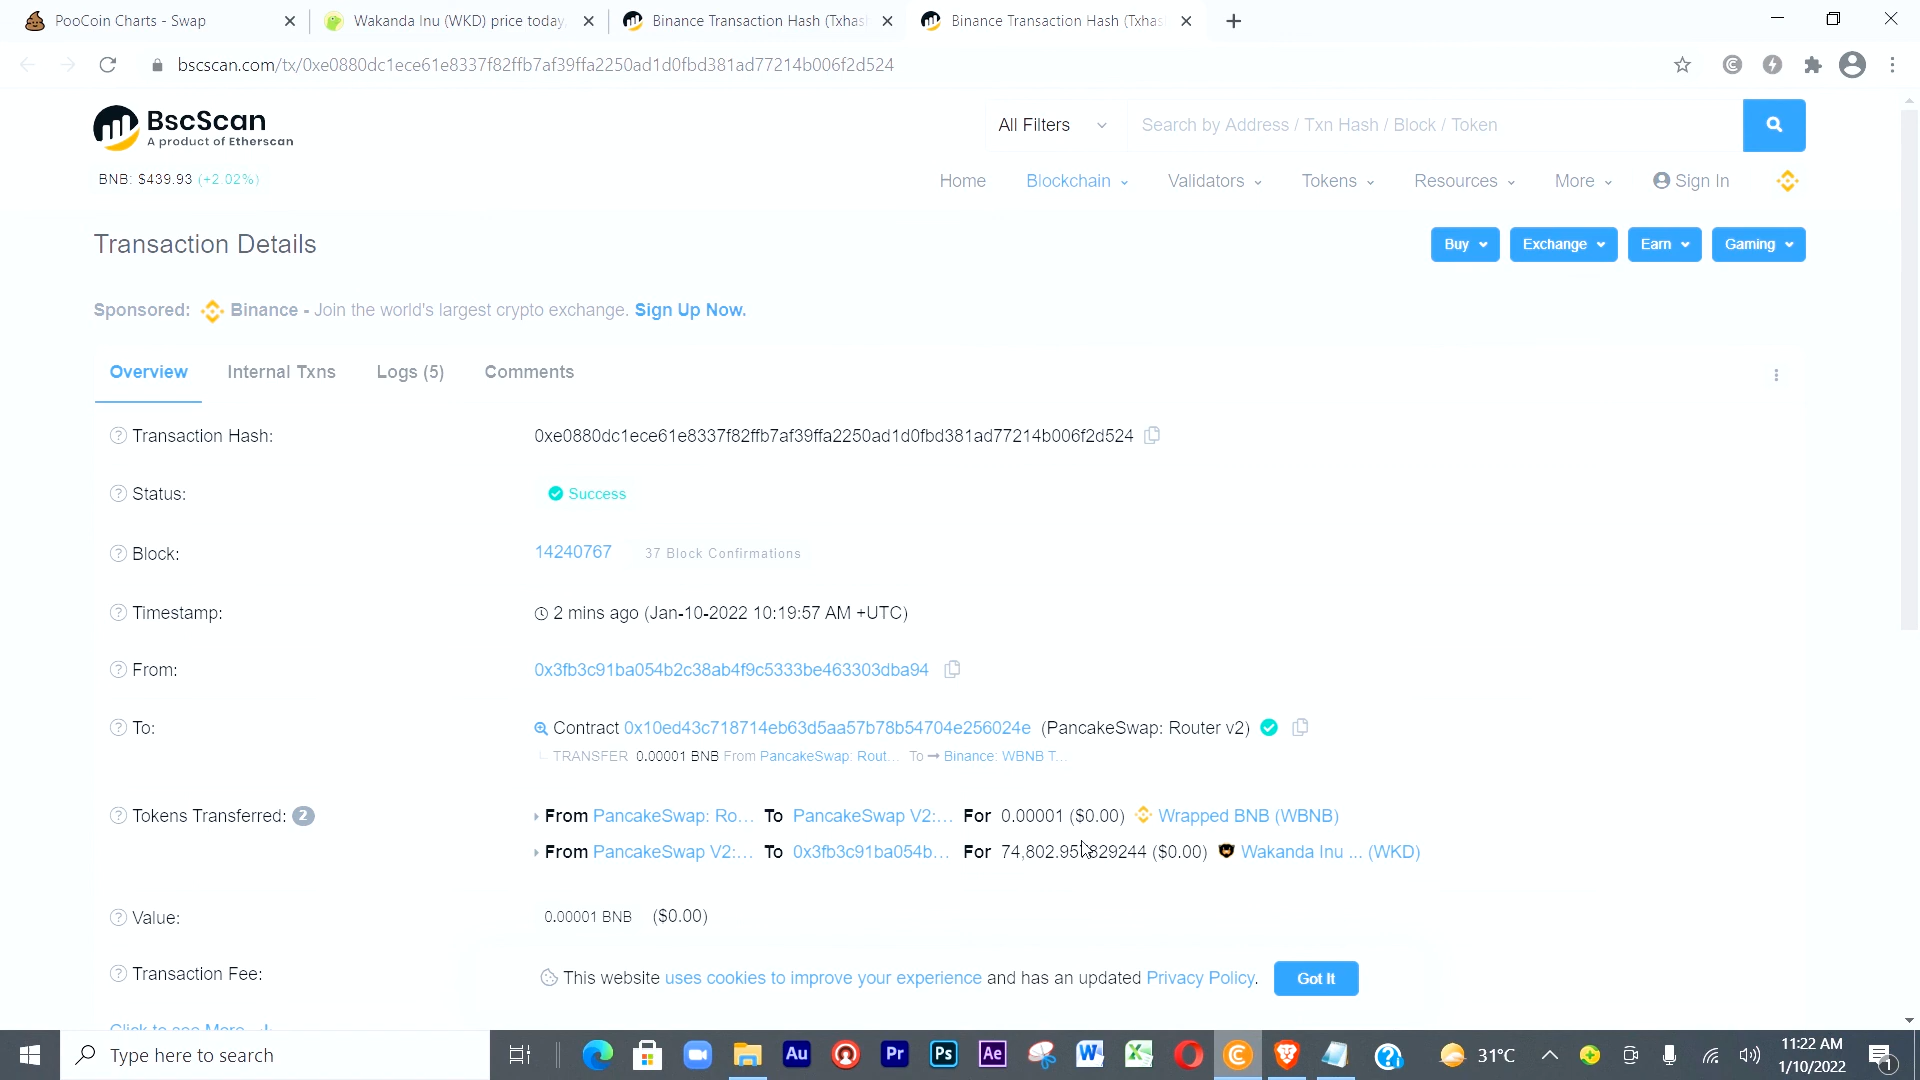 PooCoin Charts - Swap
Wakanda Inu (WKD) price today,
Binance Transaction Hash (Txhas
Binance Transaction Hash (Txhas
bscscan.com/tx/0xe0880dc1ece61e8337f82ffb7af39ffa2250ad1d0fbd381ad77214b006f2d524
BscScan
A product of Etherscan
All Filters
Search by Address / Txn Hash / Block / Token
BNB: $439.93 (+2.02%)
Home Blockchain Validators Tokens Resources More Sign In
Transaction Details
Buy Exchange Earn Gaming
Sponsored: Binance - Join the world's largest crypto exchange. Sign Up Now.
Overview Internal Txns Logs (5) Comments
Transaction Hash: 0xe0880dc1ece61e8337f82ffb7af39ffa2250ad1d0fbd381ad77214b006f2d524
Status: Success
Block: 14240767 37 Block Confirmations
Timestamp: 2 mins ago (Jan-10-2022 10:19:57 AM +UTC)
From: 0x3fb3c91ba054b2c38ab4f9c5333be463303dba94
To: Contract 0x10ed43c718714eb63d5aa57b78b54704e256024e (PancakeSwap: Router v2)
TRANSFER 0.00001 BNB From PancakeSwap: Rout... To → Binance: WBNB T...
Tokens Transferred: 2 From PancakeSwap: Ro... To PancakeSwap V2:... For 0.00001 ($0.00) Wrapped BNB (WBNB)
From PancakeSwap V2:... To 0x3fb3c91ba054b... For ($0.00) Wakanda Inu ... (WKD)
Value: 0.00001 BNB ($0.00)
Transaction Fee:
This website uses cookies to improve your experience and has an updated Privacy Policy. Got It
Click to see More
Type here to search
Au Pr Ps Ae
31°C
11:22 AM
1/10/2022
1